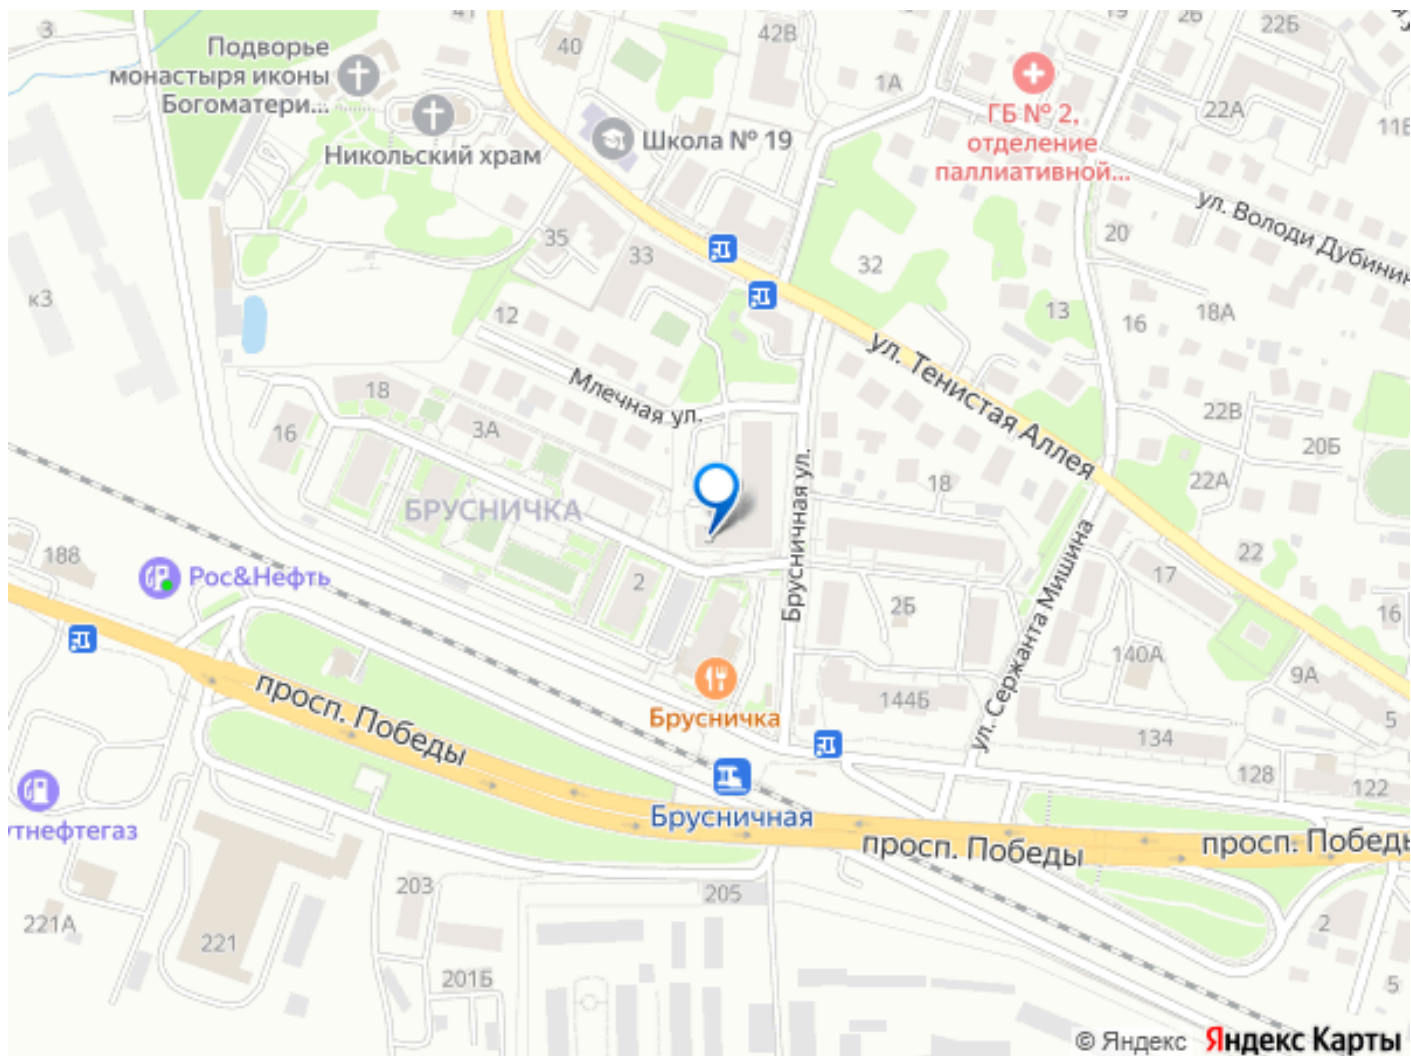 41
3
Подворье
монастыря иконы
Богоматери...
40
42В
19
2Б
22Б
1А
ГБ № 2,
отделение
паллиативной...
22А
Школа № 19
Никольский храм
ул. Володи Дубинин
35
33
32
20
к3
12
13
16
18А
ул. Тенистая Аллея
Млечная ул.
18
3А
16
22В
20Б
22А
18
БРУСНИЧКА
Брусничная ул.
22
188
Рос&Нефть
2
2Б
17
16
ул. Сержанта Мишина
140А
9А
5
144Б
просп. Победы
Брусничка
134
128
122
утнефтегаз
Брусничная
просп. Победы
просп. Победы
203
205
221А
221
201Б
2
5
© Яндекс Яндекс Карты